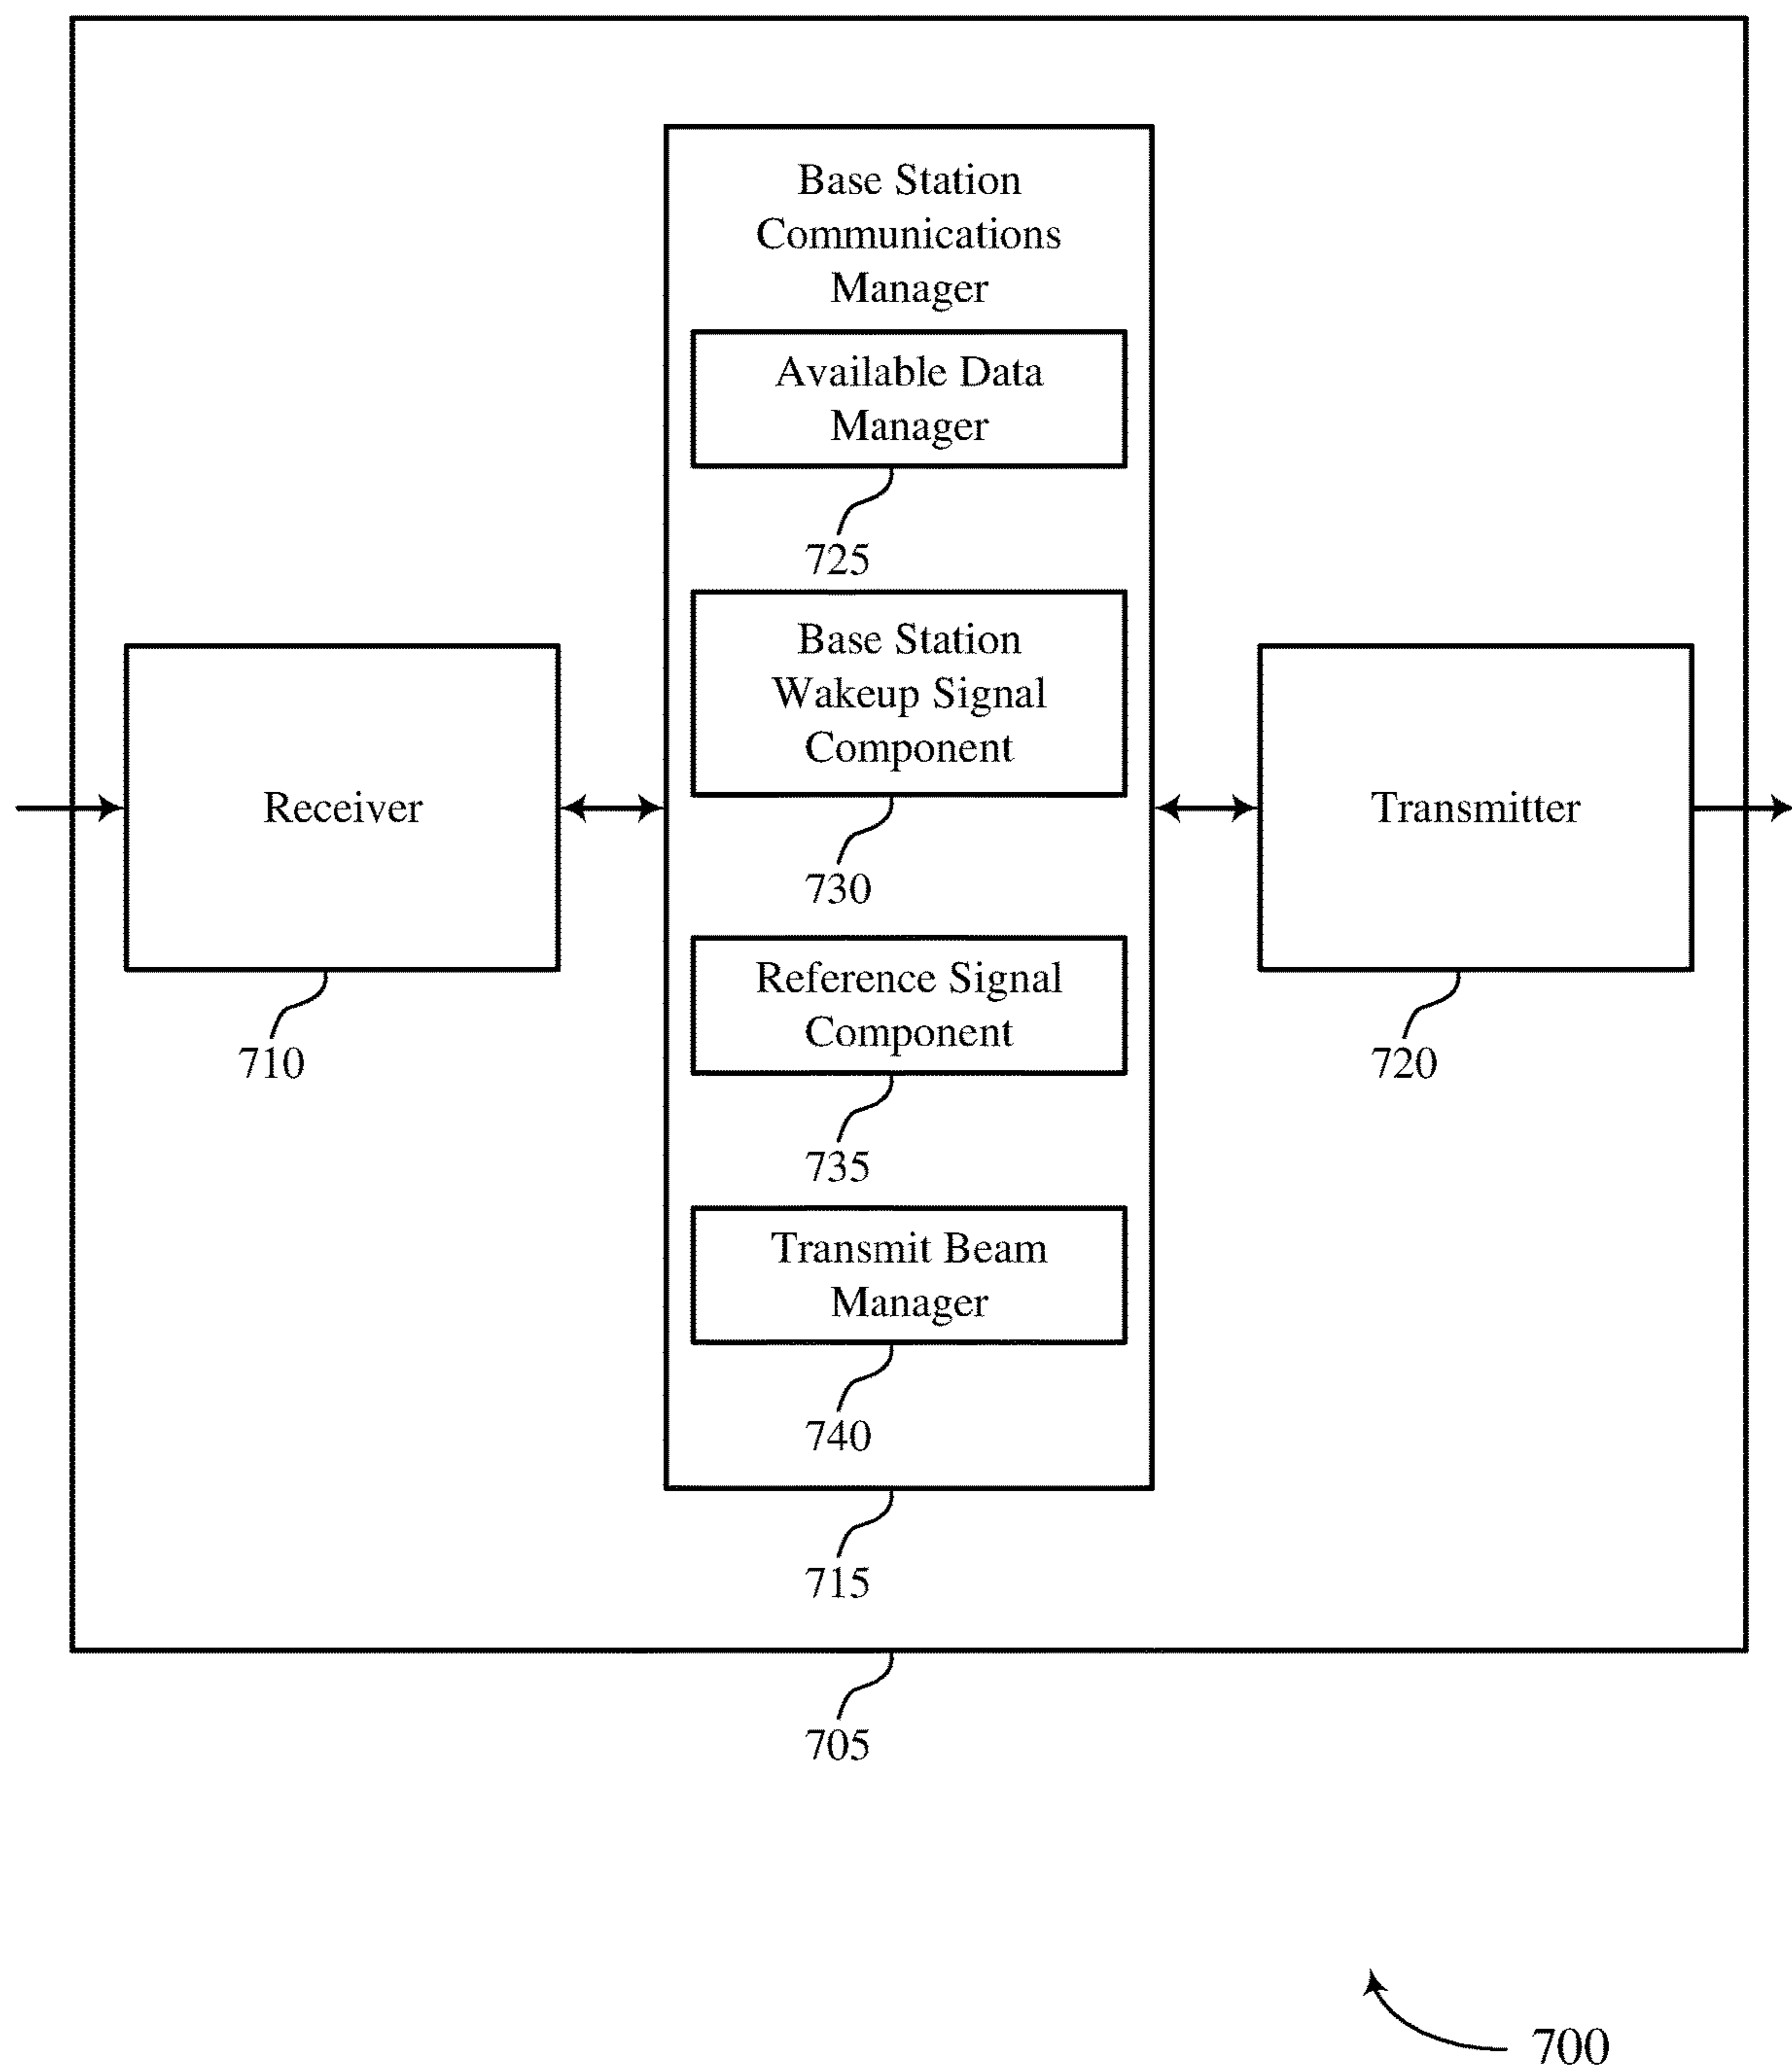 Base Station
Communications
Manager
Available Data
Manager
725
Base Station
Wakeup Signal
Component
730
Receiver
710
Transmitter
720
Reference Signal
Component
735
Transmit Beam
Manager
740
715
705
700